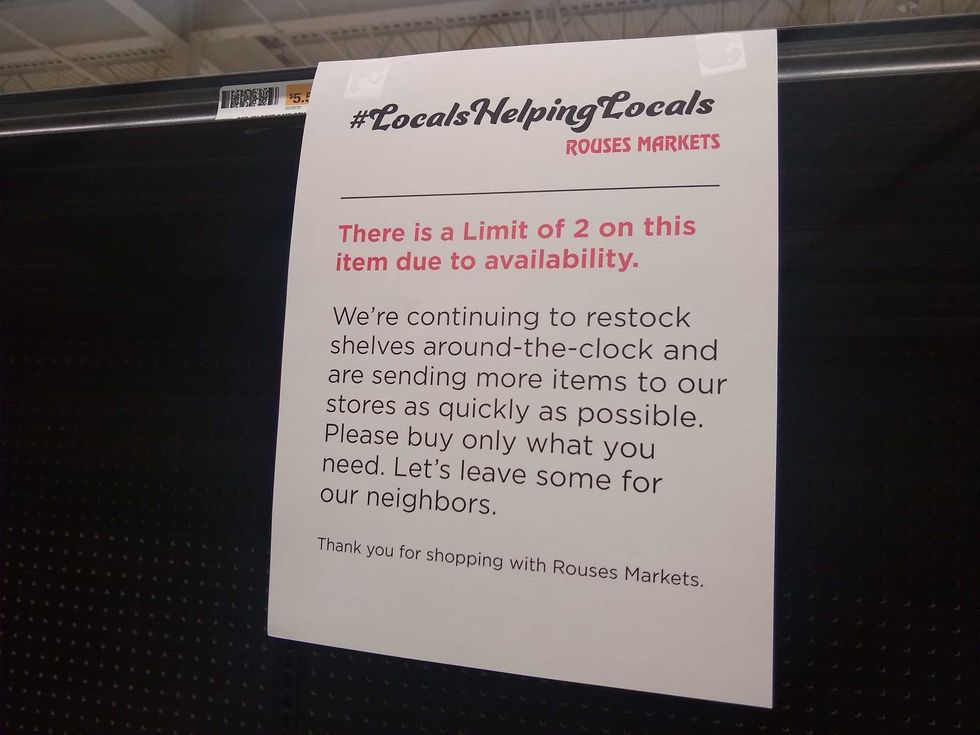 $5.5
#LocalsHelpingLocals
ROUSES MARKETS
There is a Limit of 2 on this
item due to availability.
We're continuing to restock
shelves around-the-clock and
are sending more items to our
stores as quickly as possible.
Please buy only what you
need. Let's leave some for
our neighbors.
Thank you for shopping with Rouses Markets.